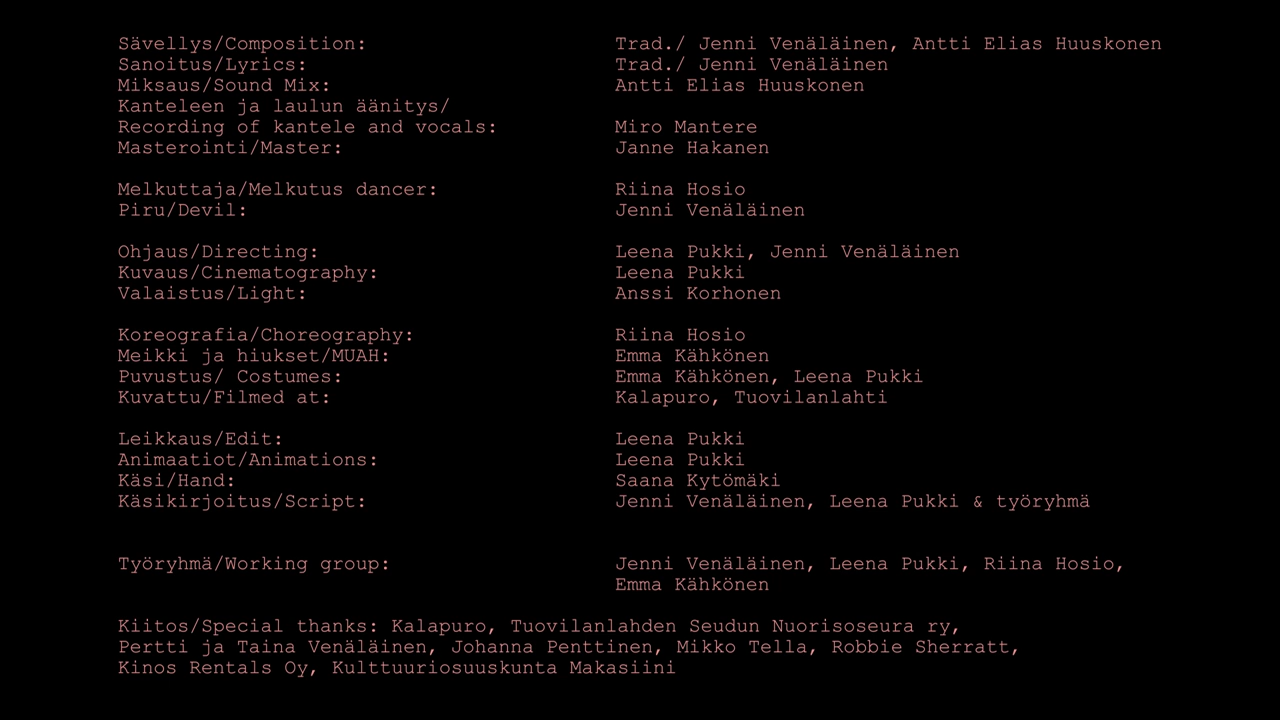 Sävellys/Composition: Trad./ Jenni Venäläinen, Antti Elias Huuskonen
Sanoitus/Lyrics: Trad./ Jenni Venäläinen
Miksaus/Sound Mix: Antti Elias Huuskonen
Kanteleen ja laulun äänitys/
Recording of kantele and vocals: Miro Mantere
Masterointi/Master: Janne Hakanen
Melkuttaja/Melkutus dancer: Riina Hosio
Piru/Devil: Jenni Venäläinen
Ohjaus/Directing: Leena Pukki, Jenni Venäläinen
Kuvaus/Cinematography: Leena Pukki
Valaistus/Light: Anssi Korhonen
Koreografia/Choreography: Riina Hosio
Meikki ja hiukset/MUAH: Emma Kähkönen
Puvustus/ Costumes: Emma Kähkönen, Leena Pukki
Kuvattu/Filmed at: Kalapuro, Tuovilanlahti
Leikkaus/Edit: Leena Pukki
Animaatiot/Animations: Leena Pukki
Käsi/Hand: Saana Kytömäki
Käsikirjoitus/Script: Jenni Venäläinen, Leena Pukki & työryhmä
Työryhmä/Working group: Jenni Venäläinen, Leena Pukki, Riina Hosio,
Emma Kähkönen
Kiitos/Special thanks: Kalapuro, Tuovilanlahden Seudun Nuorisoseura ry,
Pertti ja Taina Venäläinen, Johanna Penttinen, Mikko Tella, Robbie Sherratt,
Kinos Rentals Oy, Kulttuuriosuuskunta Makasiini